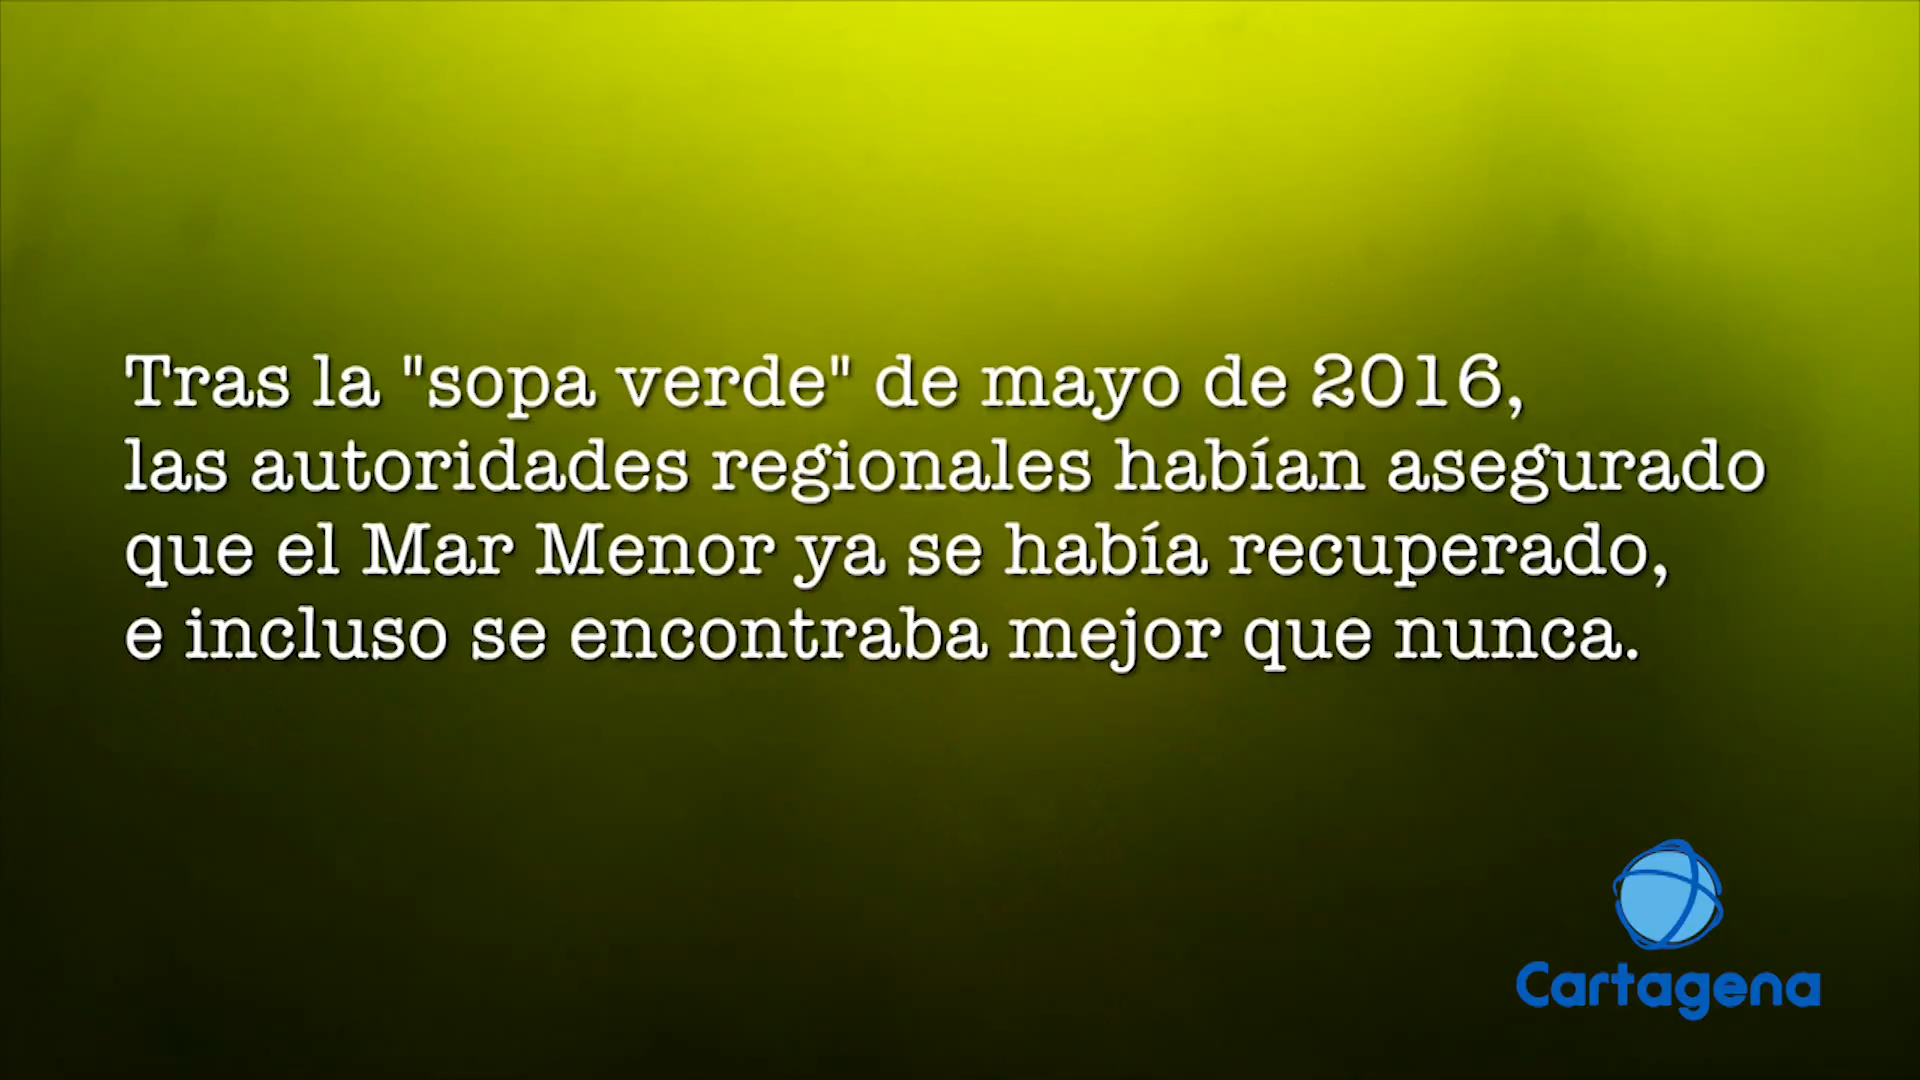 Tras la "sopa verde" de mayo de 2016,
las autoridades regionales habían asegurado
que el Mar Menor ya se había recuperado,
e incluso se encontraba mejor que nunca.
Cartagena